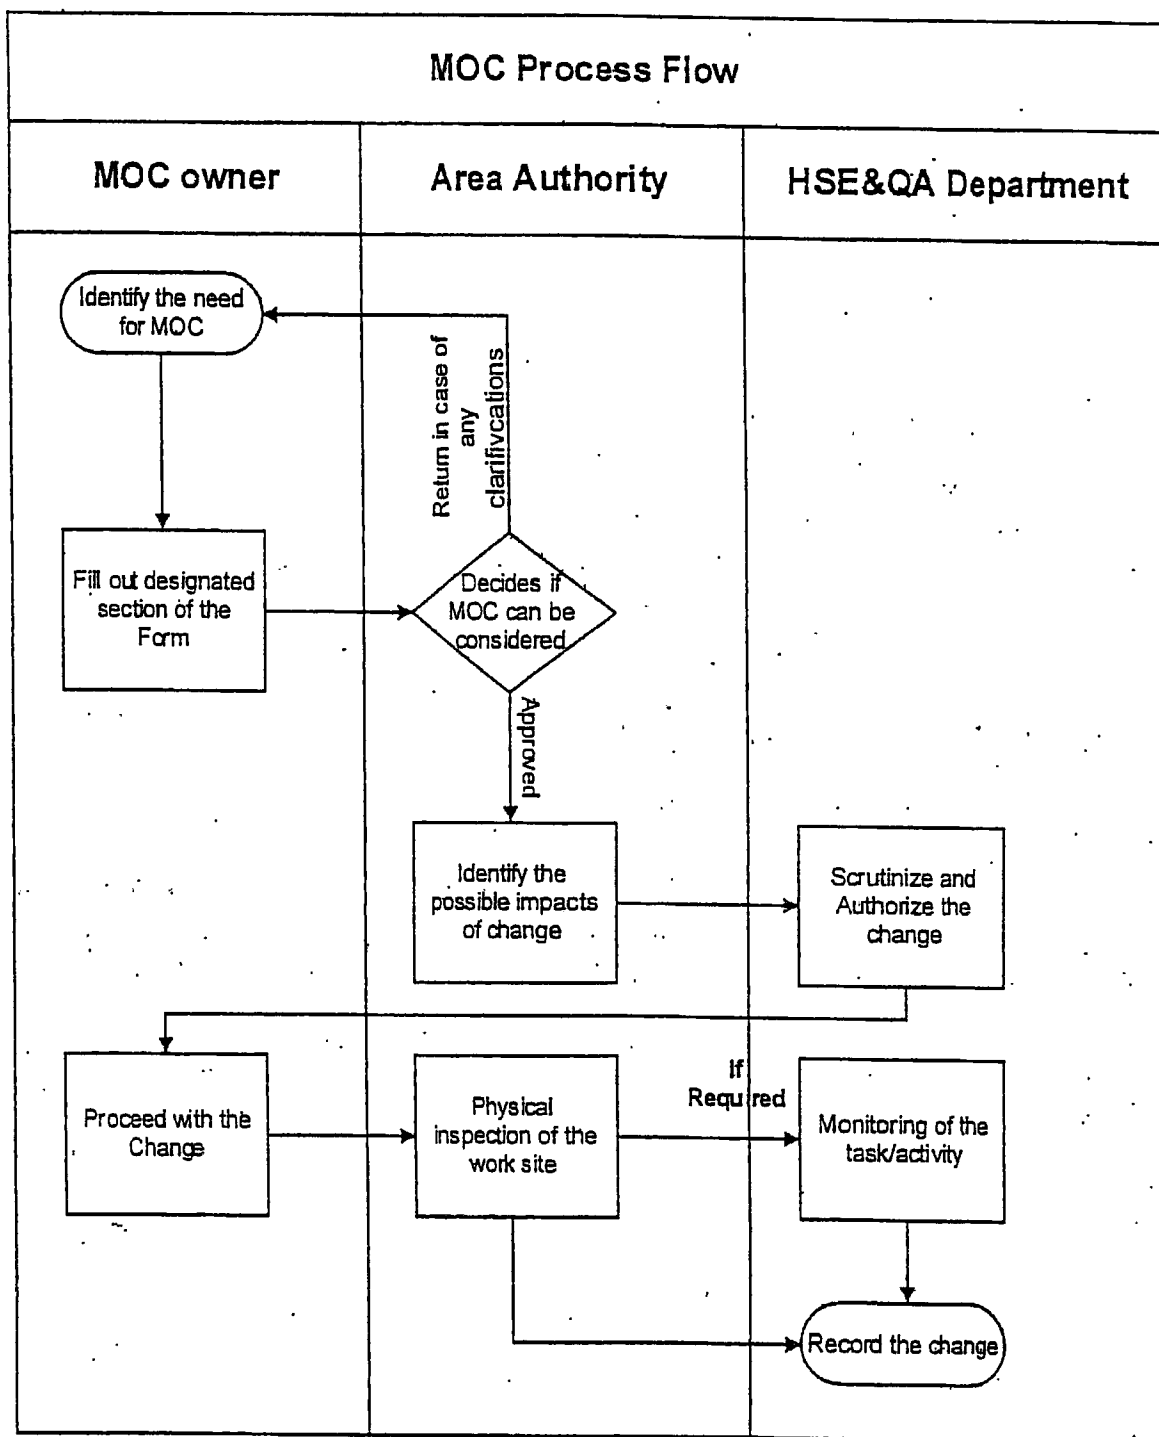 MOC Process Flow
MOC owner
Area Authority
HSE&QA Department
Identify the need
for MOC
Return in case of
any
clarifivcations
Fill out designated
section of the
Form
Decides if
MOC can be
considered
Approved
Identify the
possible impacts
of change
Scrutinize and
Authorize the
change
Proceed with the
Change
Physical
inspection of the
work site
If
Required
Monitoring of the
task/activity
Record the change